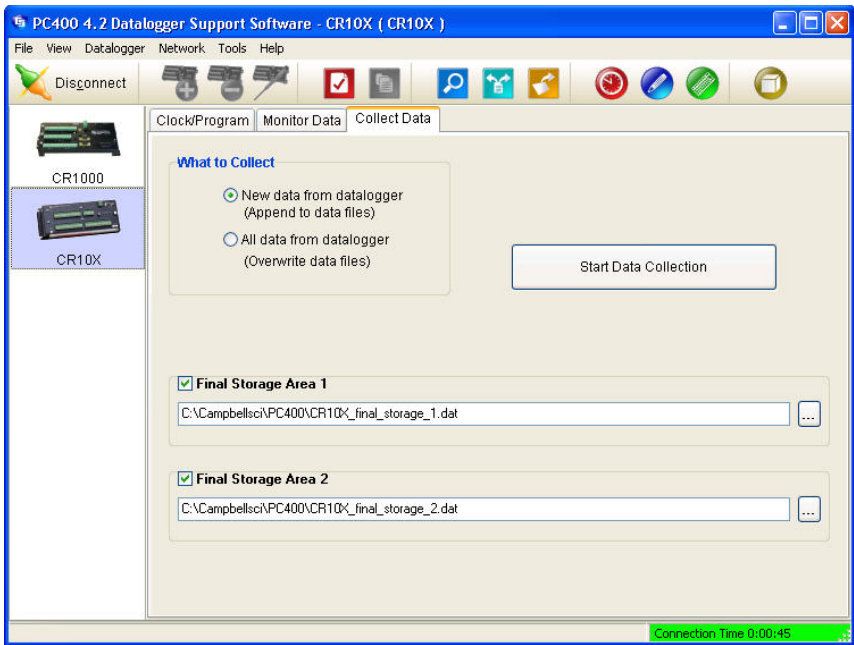 PC400 4.2 Datalogger Support Software - CR10X ( CR10X )
File View Datalogger Network Tools Help
Disconnect
CR1000
CR10X
Clock/Program Monitor Data Collect Data
What to Collect
New data from datalogger
(Append to data files)
All data from datalogger
(Overwrite data files)
Start Data Collection
Final Storage Area 1
C:\Campbellsci\PC400\CR10X_final_storage_1.dat
...
Final Storage Area 2
C:\Campbellsci\PC400\CR10X_final_storage_2.dat
...
Connection Time 0:00:45